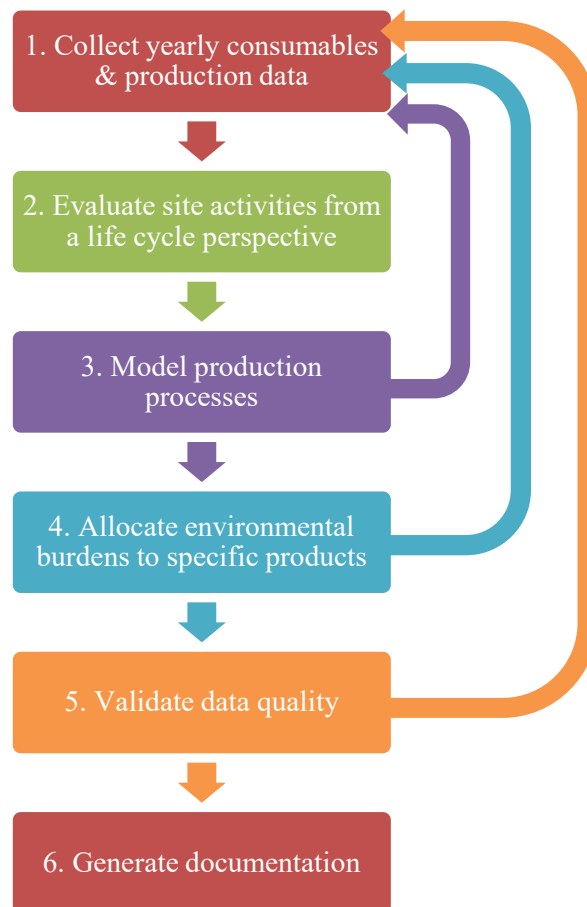 1. Collect yearly consumables
& production data
2. Evaluate site activities from
a life cycle perspective
3. Model production
processes
4. Allocate environmental
burdens to specific products
5. Validate data quality
6. Generate documentation